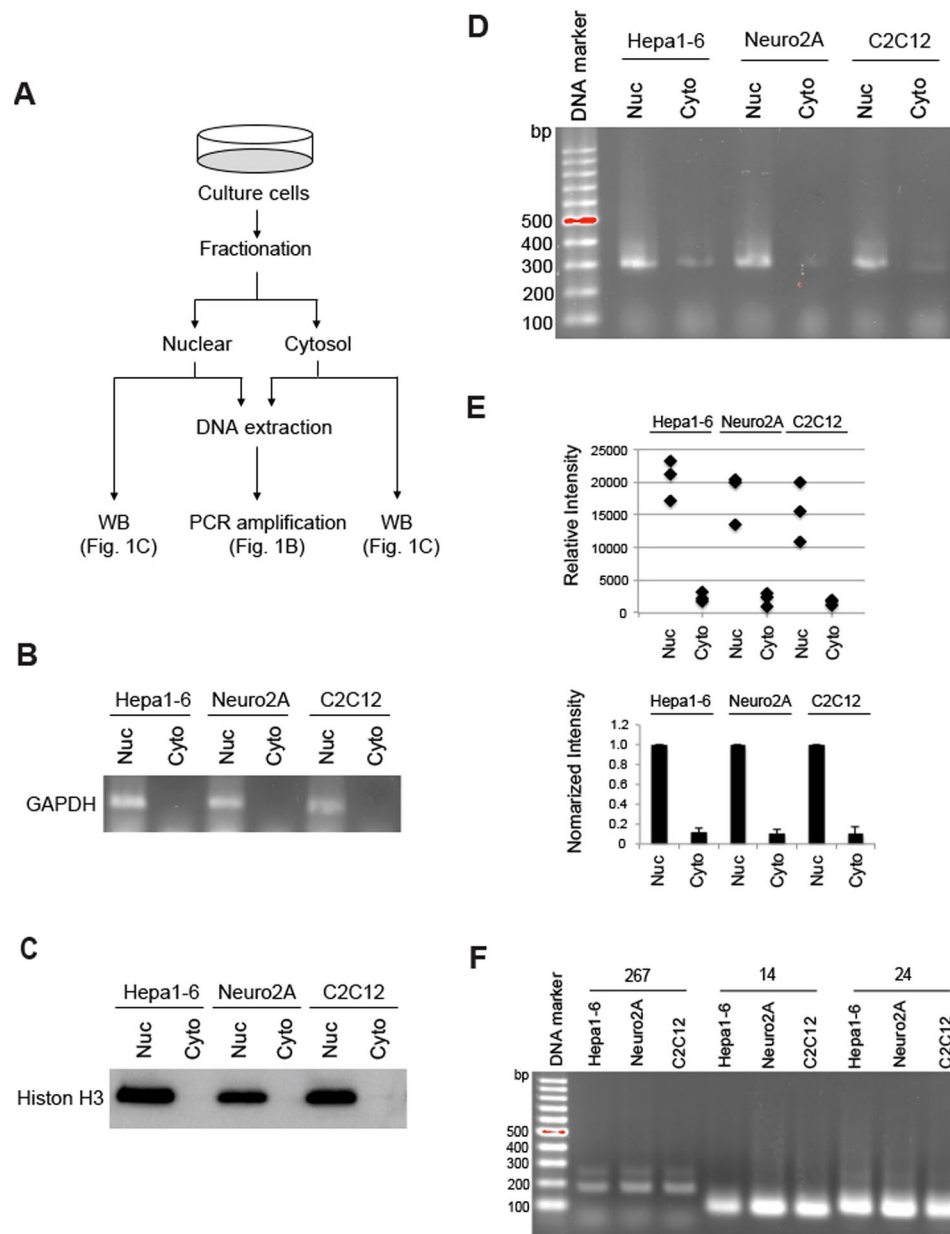 A
Culture cells
Fractionation
Nuclear Cytosol
DNA extraction
WB
(Fig. 1C)
PCR amplification
(Fig. 1B)
WB
(Fig. 1C)
B
Hepa1-6 Neuro2A C2C12
Nuc Cyto Nuc Cyto Nuc Cyto
GAPDH
C
Hepa1-6 Neuro2A C2C12
Nuc Cyto Nuc Cyto Nuc Cyto
Histon H3
D
DNA marker
Hepa1-6 Neuro2A C2C12
Nuc Cyto Nuc Cyto Nuc Cyto
bp
500
400
300
200
100
E
Hepa1-6 Neuro2A C2C12
Relative Intensity
25000
20000
15000
10000
5000
0
Nuc Cyto Nuc Cyto Nuc Cyto
Hepa1-6 Neuro2A C2C12
Nomarized Intensity
1.2
1.0
0.8
0.6
0.4
0.2
0
Nuc Cyto Nuc Cyto Nuc Cyto
F
DNA marker
267 14 24
Hepa1-6 Neuro2A C2C12 Hepa1-6 Neuro2A C2C12 Hepa1-6 Neuro2A C2C12
bp
500
400
300
200
100